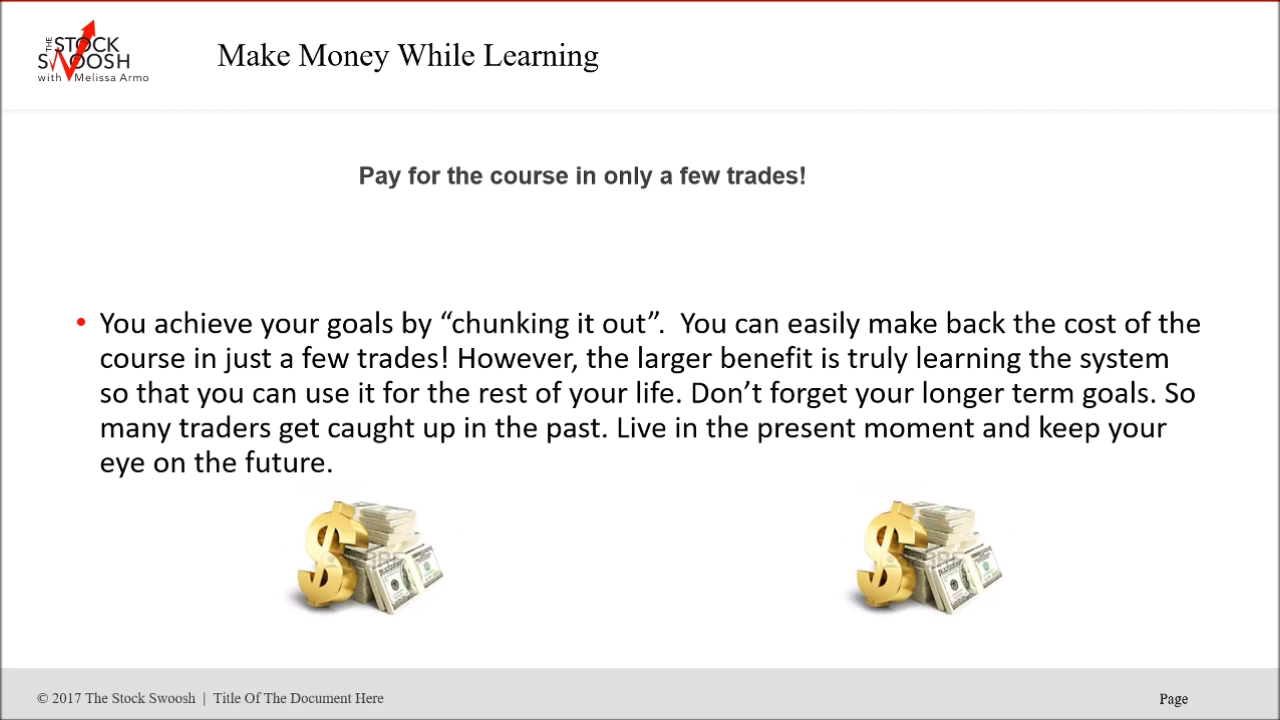 THE
STOCK
SWOOSH
with Melissa Armo
Make Money While Learning
Pay for the course in only a few trades!
• You achieve your goals by “chunking it out”.  You can easily make back the cost of the
course in just a few trades! However, the larger benefit is truly learning the system
so that you can use it for the rest of your life. Don’t forget your longer term goals. So
many traders get caught up in the past. Live in the present moment and keep your
eye on the future.
© 2017 The Stock Swoosh | Title Of The Document Here
Page